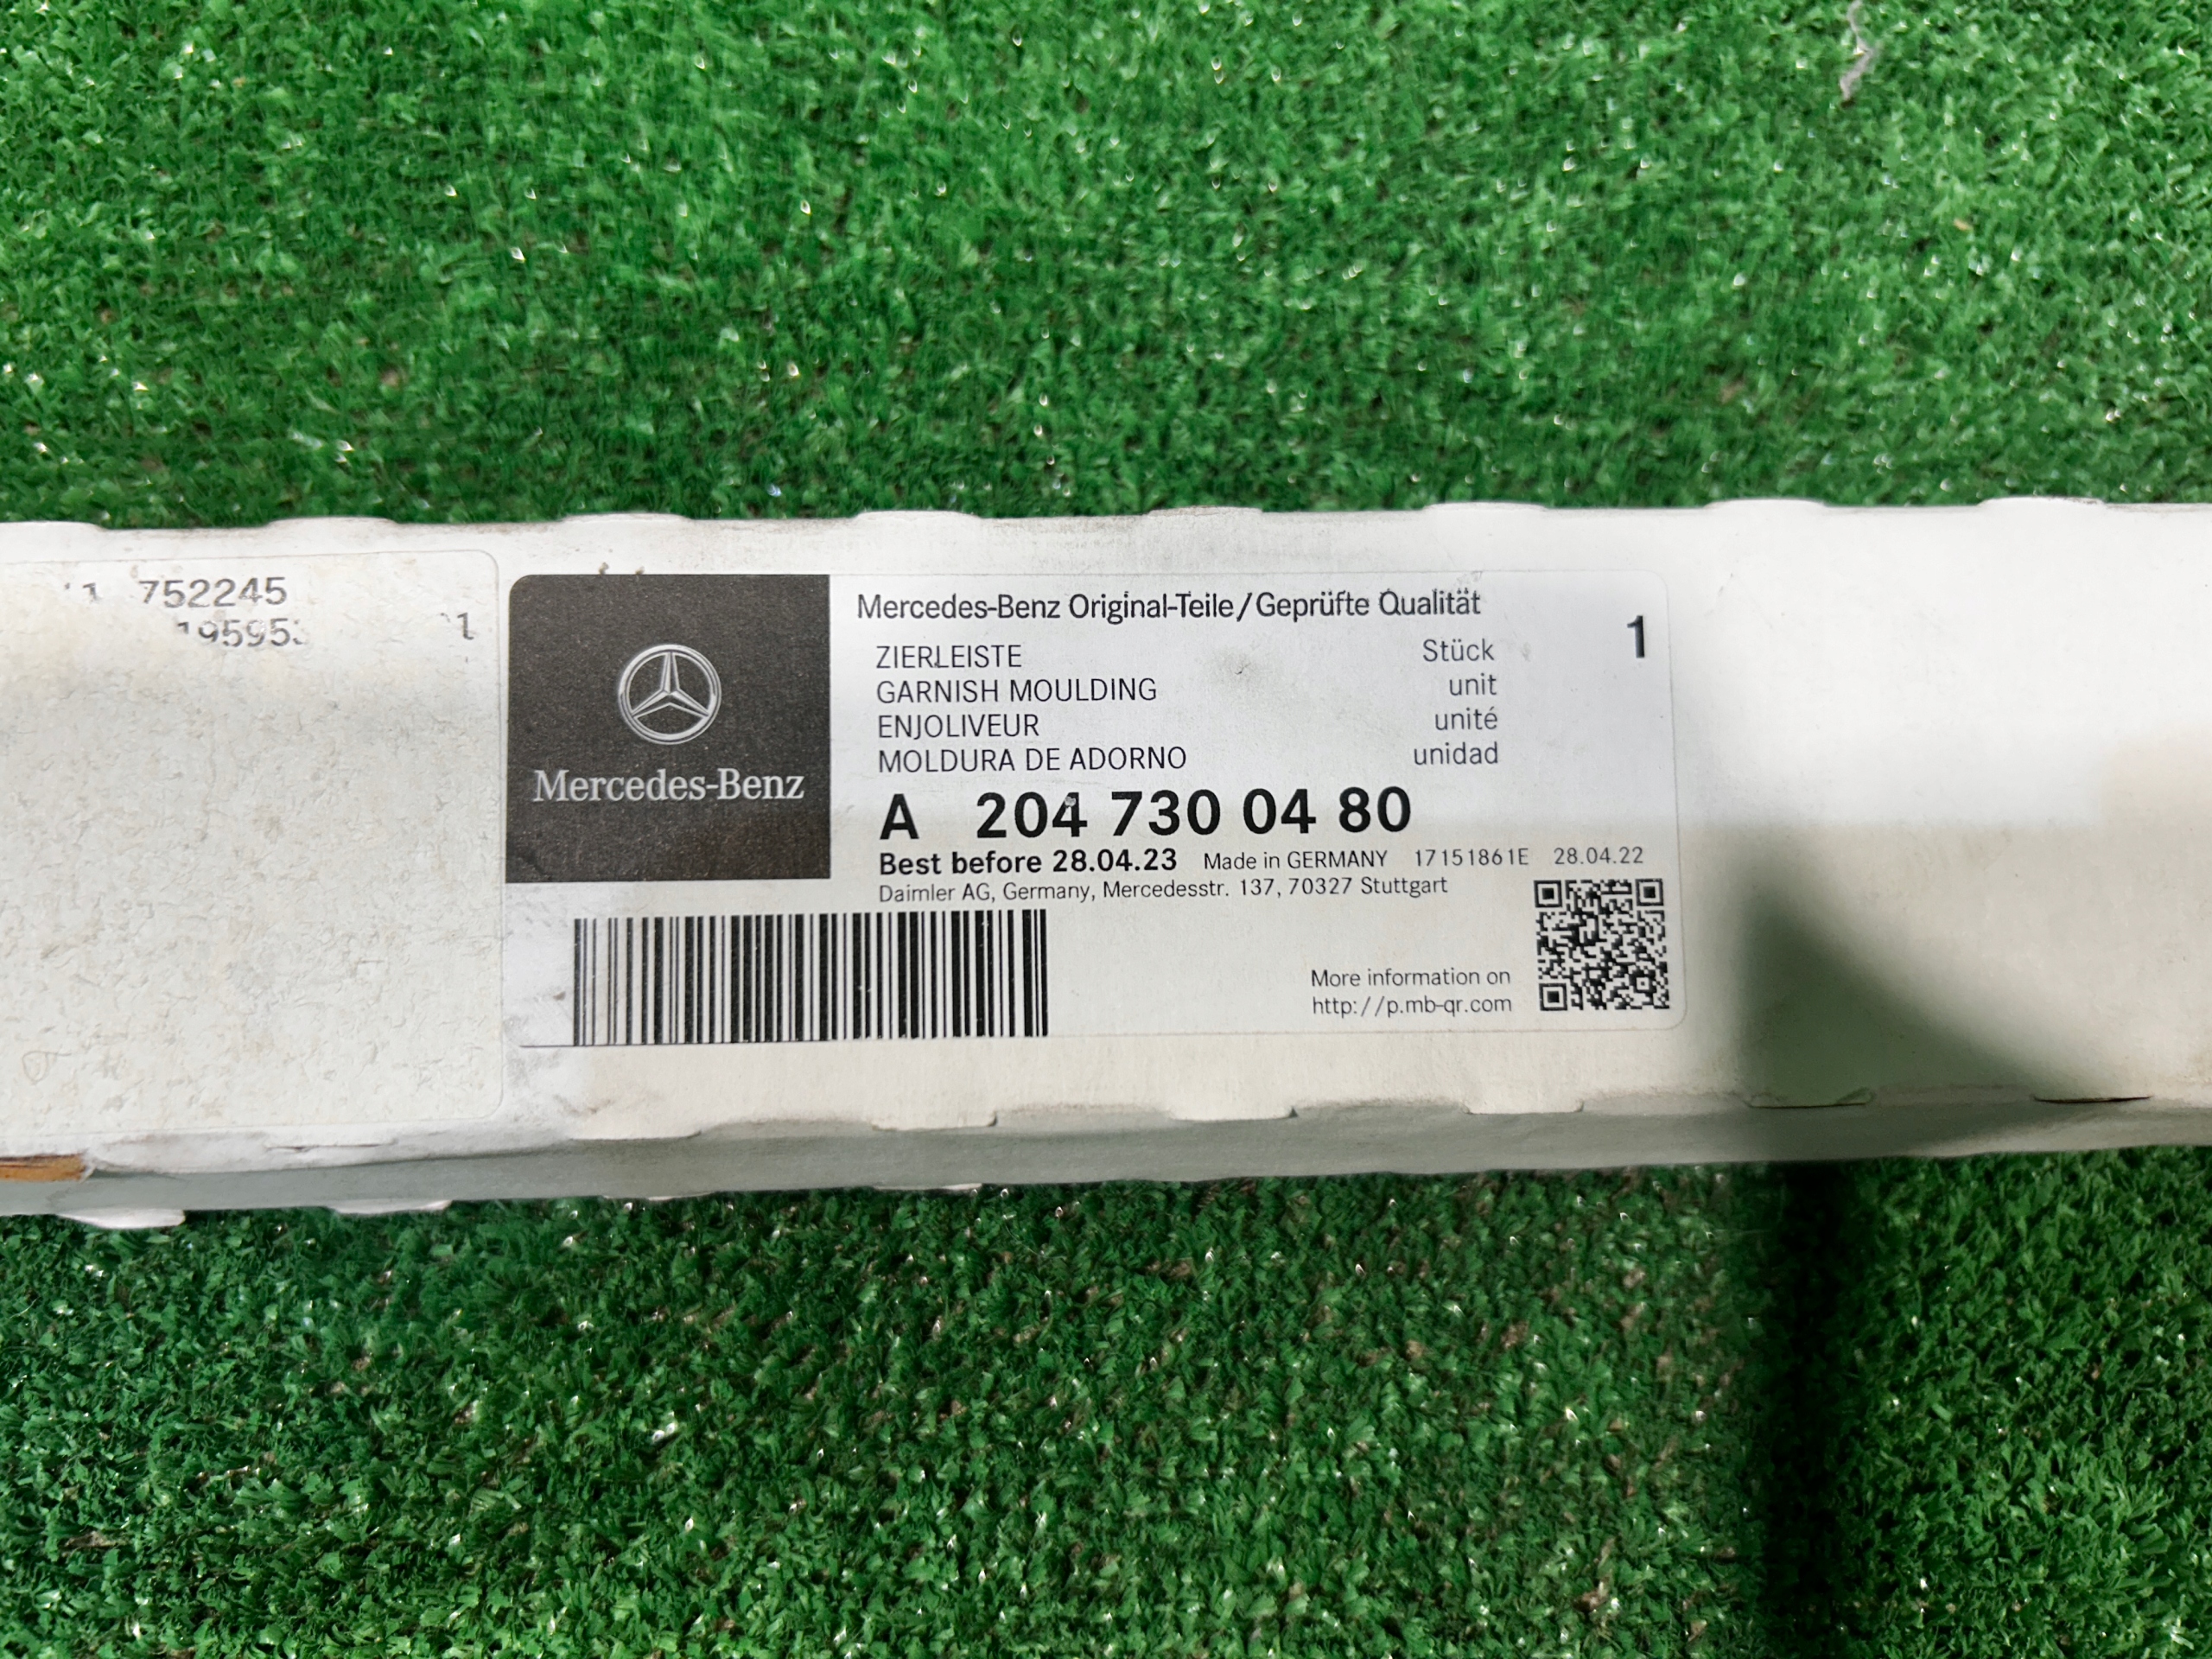 752245
1
Mercedes-Benz
Mercedes-Benz Original-Teile/Geprüfte Qualität
1
ZIERLEISTE Stück
GARNISH MOULDING unit
ENJOLIVEUR unité
MOLDURA DE ADORNO unidad
A 204 730 04 80
Best before 28.04.23 Made in GERMANY 17151861E 28.04.22
Daimler AG, Germany, Mercedesstr. 137, 70327 Stuttgart
More information on
http://p.mb-qr.com